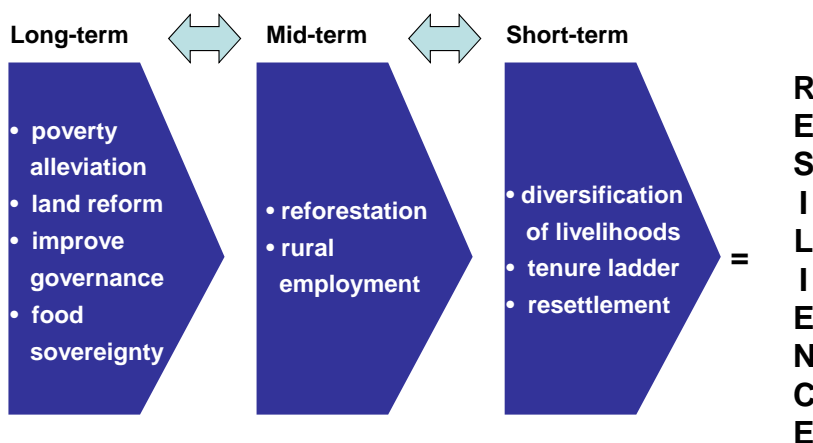 Long-term
Mid-term
Short-term
• poverty
alleviation
• land reform
• improve
governance
• food
sovereignty
• reforestation
• rural
employment
• diversification
of livelihoods
• tenure ladder
• resettlement
=
R
E
S
I
L
I
E
N
C
E